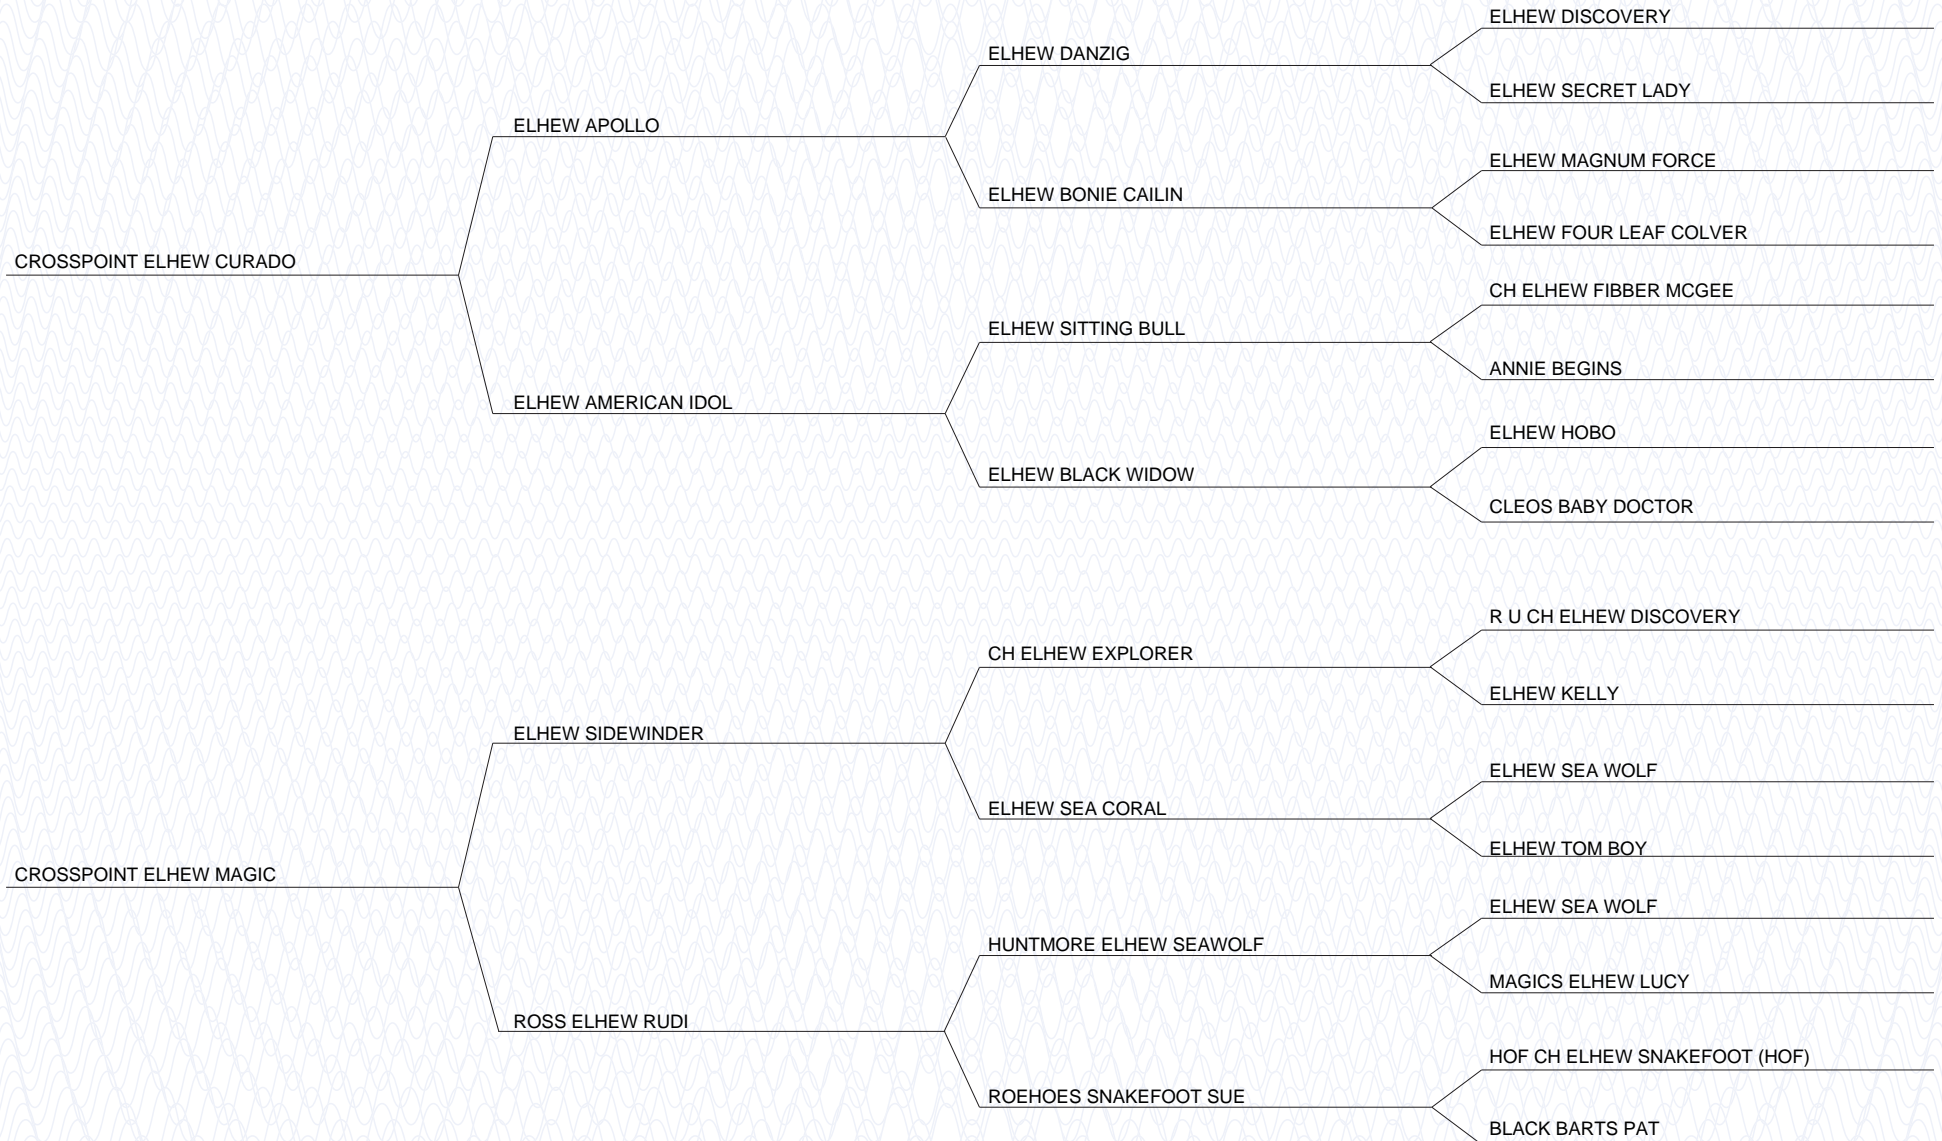 ELHEW DISCOVERY
ELHEW DANZIG
ELHEW SECRET LADY
ELHEW APOLLO
ELHEW MAGNUM FORCE
ELHEW BONIE CAILIN
ELHEW FOUR LEAF COLVER
CROSSPOINT ELHEW CURADO
CH ELHEW FIBBER MCGEE
ELHEW SITTING BULL
ANNIE BEGINS
ELHEW AMERICAN IDOL
ELHEW HOBO
ELHEW BLACK WIDOW
CLEOS BABY DOCTOR
R U CH ELHEW DISCOVERY
CH ELHEW EXPLORER
ELHEW KELLY
ELHEW SIDEWINDER
ELHEW SEA WOLF
ELHEW SEA CORAL
ELHEW TOM BOY
CROSSPOINT ELHEW MAGIC
ELHEW SEA WOLF
HUNTMORE ELHEW SEAWOLF
MAGICS ELHEW LUCY
ROSS ELHEW RUDI
HOF CH ELHEW SNAKEFOOT (HOF)
ROEHOES SNAKEFOOT SUE
BLACK BARTS PAT